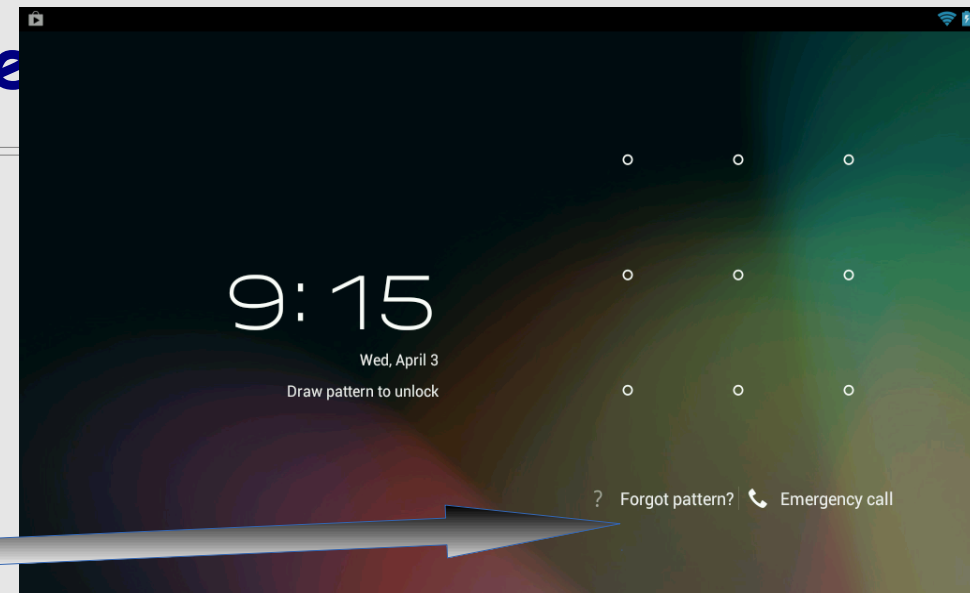 e
9:15
Wed, April 3
Draw pattern to unlock
? Forgot pattern? Emergency call